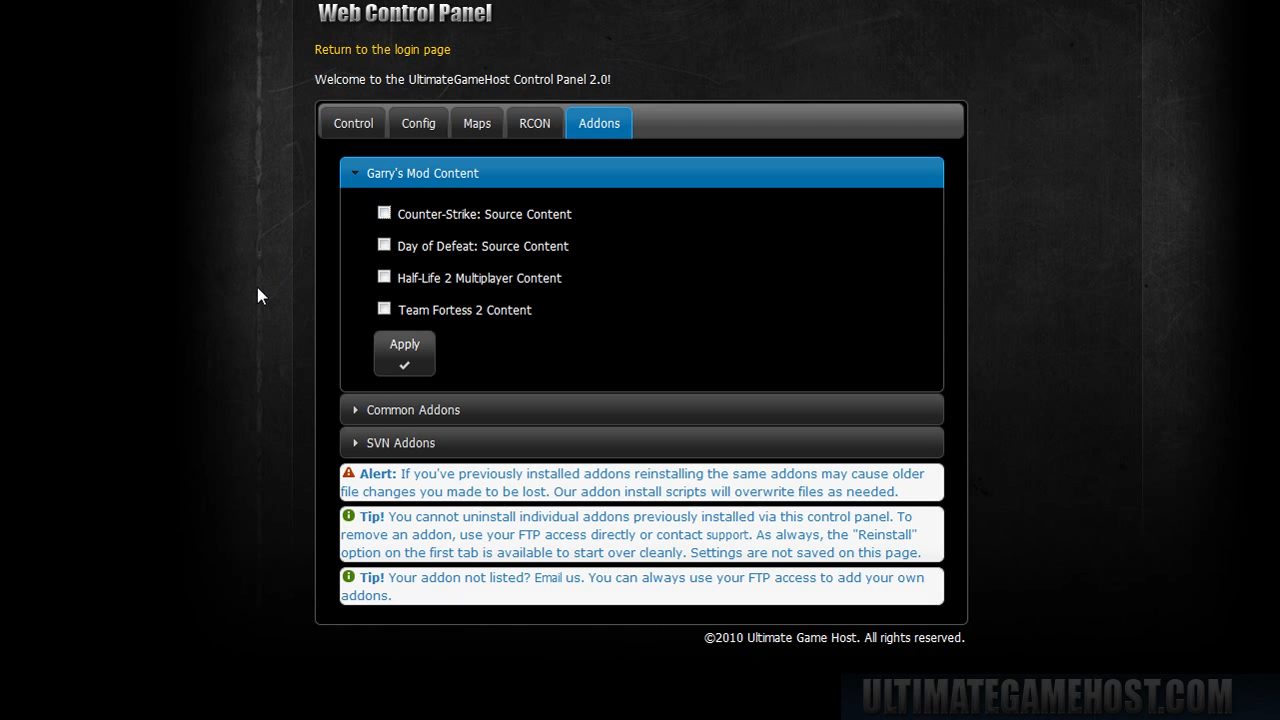 Web Control Panel
Return to the login page
Welcome to the UltimateGameHost Control Panel 2.0!
Control Config Maps RCON Addons
Garry's Mod Content
Counter-Strike: Source Content
Day of Defeat: Source Content
Half-Life 2 Multiplayer Content
Team Fortess 2 Content
Apply
Common Addons
SVN Addons
Alert: If you've previously installed addons reinstalling the same addons may cause older
file changes you made to be lost. Our addon install scripts will overwrite files as needed.
Tip! You cannot uninstall individual addons previously installed via this control panel. To
remove an addon, use your FTP access directly or contact support. As always, the "Reinstall"
option on the first tab is available to start over cleanly. Settings are not saved on this page.
Tip! Your addon not listed? Email us. You can always use your FTP access to add your own
addons.
©2010 Ultimate Game Host. All rights reserved.
ULTIMATEGAMEHOST.COM